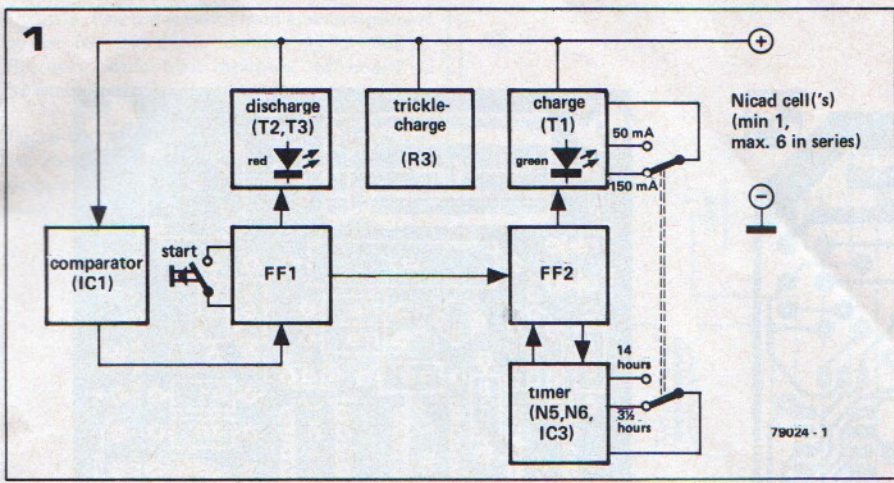 1
+
discharge
(T2,T3)
red
trickle-
charge
(R3)
charge
(T1)
green
50 mA
150 mA
Nicad cell('s)
(min 1,
max. 6 in series)
−
comparator
(IC1)
start
FF1
FF2
14
hours
timer
(N5,N6,
IC3)
3½
hours
79024 - 1